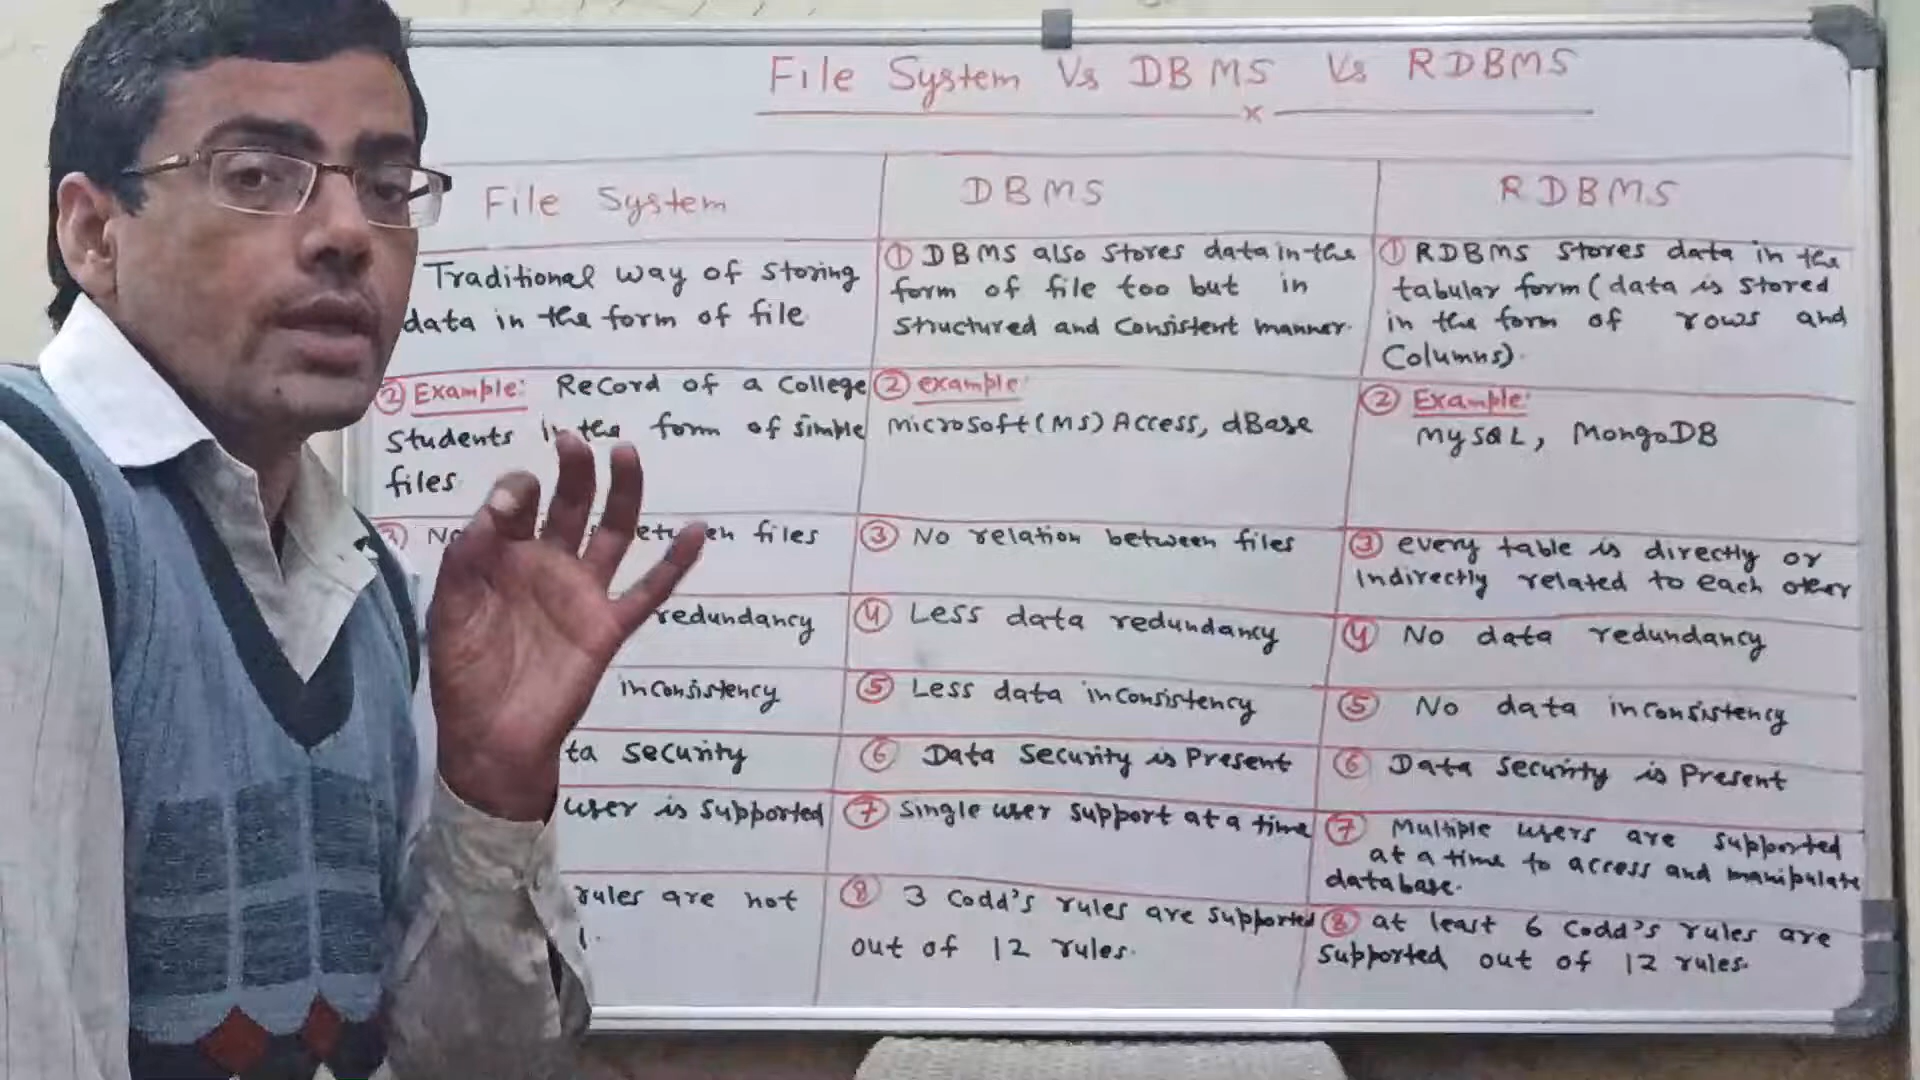 File System Vs DBMS Vs RDBMS
x
File System
Traditional way of storing
data in the form of file
② Example: Record of a college
students in the form of simple
files.
③ No between files
redundancy
inconsistency
security
user is supported
rules are not
DBMS
① DBMS also stores data in the
form of file too but in
structured and consistent manner.
② example:
microsoft(MS) Access, dBase
③ No relation between files
④ Less data redundancy
⑤ Less data inconsistency
⑥ Data security is Present
⑦ Single user support at a time
⑧ 3 Codd's rules are supported
out of 12 rules.
RDBMS
① RDBMS stores data in the
tabular form (data is stored
in the form of rows and
Columns).
② Example:
MySQL, MongoDB
③ every table is directly or
Indirectly related to each other
④ No data redundancy
⑤ No data inconsistency
⑥ Data security is Present
⑦ Multiple users are supported
at a time to access and manipulate
database.
⑧ at least 6 Codd's rules are
supported out of 12 rules.